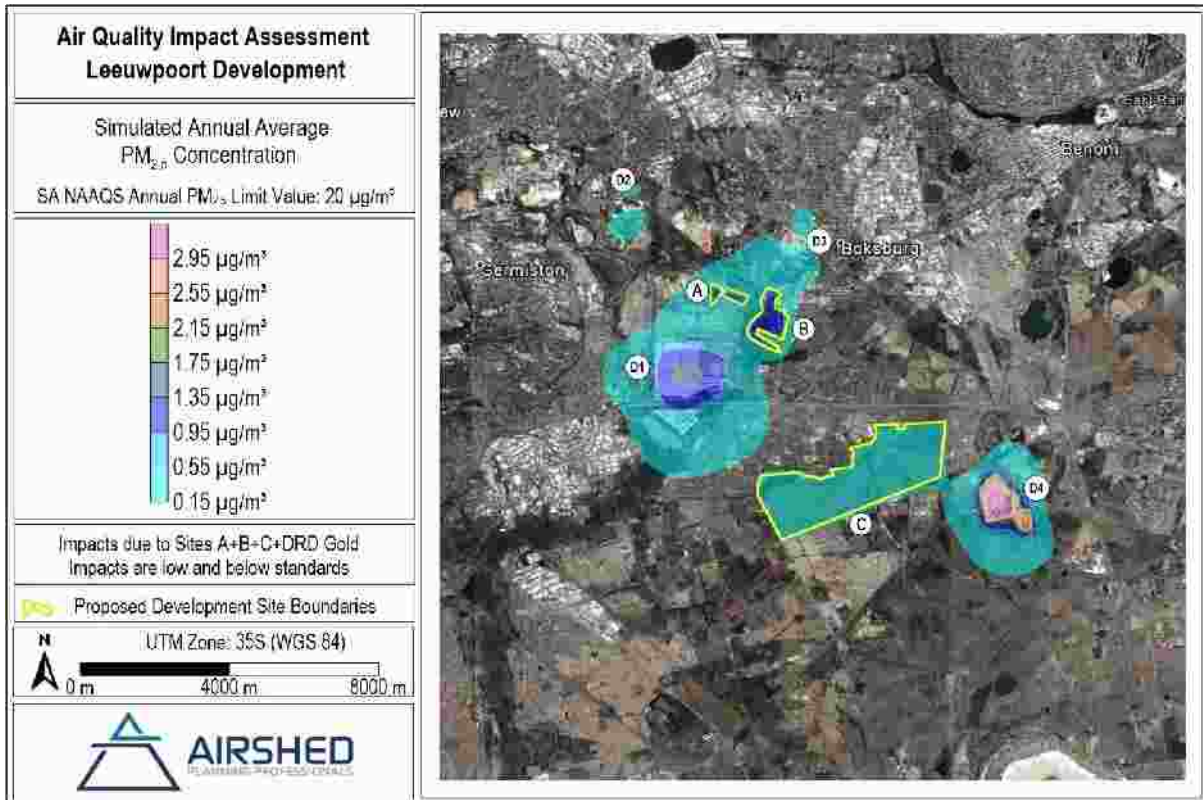 Air Quality Impact Assessment
Leeuwpoort Development
Simulated Annual Average
PM2.5 Concentration
SA NAAQS Annual PM2.5 Limit Value: 20 µg/m³
2.95 µg/m³
2.55 µg/m³
2.15 µg/m³
1.75 µg/m³
1.35 µg/m³
0.95 µg/m³
0.55 µg/m³
0.15 µg/m³
Impacts due to Sites A+B+C+DRD Gold
Impacts are low and below standards
Proposed Development Site Boundaries
N
UTM Zone: 35S (WGS 84)
0 m 4000 m 8000 m
AIRSHED
PLANNING PROFESSIONALS
Benoni
D2
D3
Boksburg
Germiston
A
B
D1
D4
C